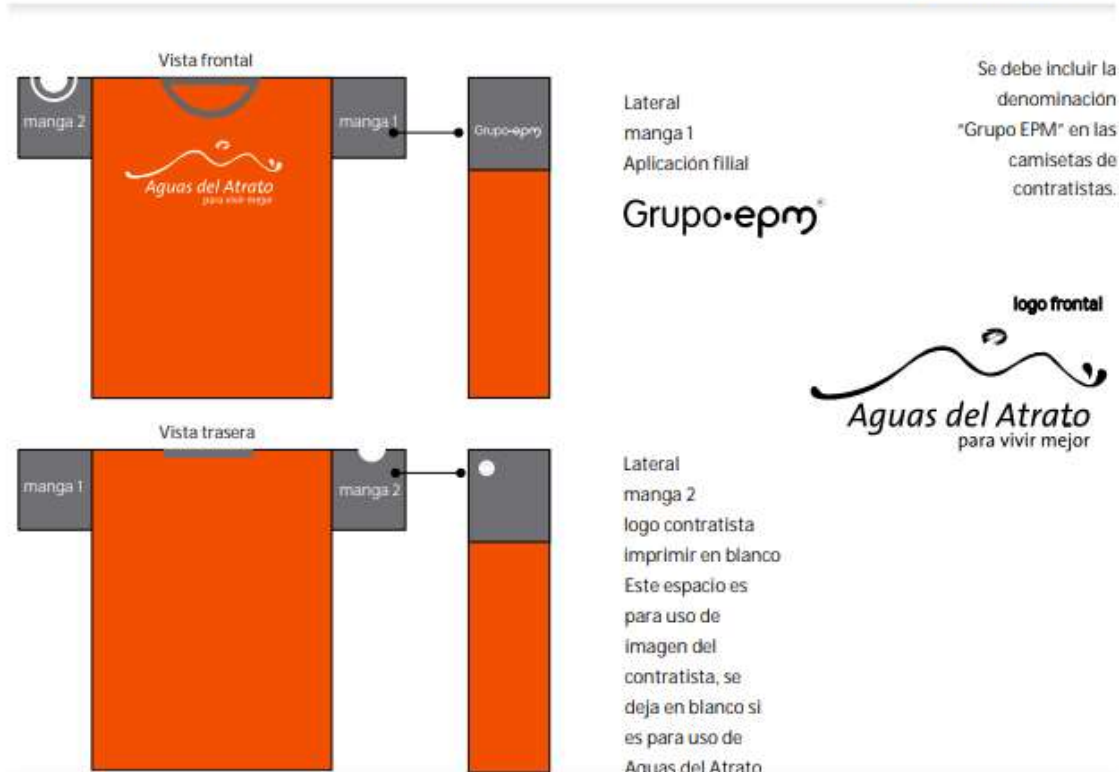 Vista frontal
manga 2
manga 1
Aguas del Atrato
para vivir mejor
Grupo•epm
Lateral
manga 1
Aplicación filial
Grupo•epm®
Se debe incluir la
denominación
"Grupo EPM" en las
camisetas de
contratistas.
logo frontal
Aguas del Atrato
para vivir mejor
Vista trasera
manga 1
manga 2
Lateral
manga 2
logo contratista
imprimir en blanco
Este espacio es
para uso de
imagen del
contratista, se
deja en blanco si
es para uso de
Aguas del Atrato